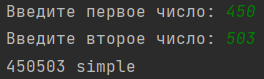 Введите первое число: 450
Введите второе число: 503
450503 simple